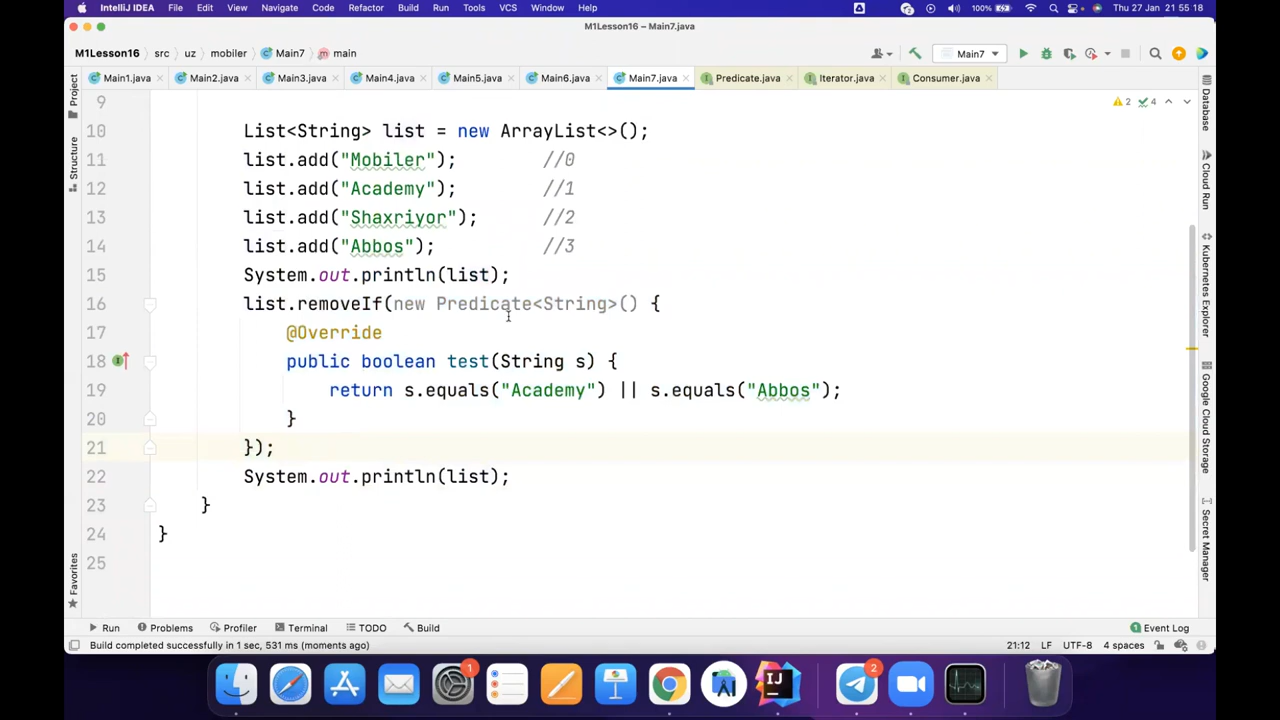 IntelliJ IDEA File Edit View Navigate Code Refactor Build Run Tools VCS Window Help 100% Thu 27 Jan 21 55 18
M1Lesson16 – Main7.java
M1Lesson16 src uz mobiler Main7 main Main7
Main1.java Main2.java Main3.java Main4.java Main5.java Main6.java Main7.java Predicate.java Iterator.java Consumer.java
9 2 4
10 List<String> list = new ArrayList<>();
11 list.add("Mobiler"); //0
12 list.add("Academy"); //1
13 list.add("Shaxriyor"); //2
14 list.add("Abbos"); //3
15 System.out.println(list);
16 list.removeIf(new Predicate<String>() {
17 @Override
18 public boolean test(String s) {
19 return s.equals("Academy") || s.equals("Abbos");
20 }
21 });
22 System.out.println(list);
23 }
24 }
25
Project
Structure
Favorites
Database
Cloud Run
Kubernetes Explorer
Google Cloud Storage
Secret Manager
Run Problems Profiler Terminal TODO Build 1 Event Log
Build completed successfully in 1 sec, 531 ms (moments ago) 21:12 LF UTF-8 4 spaces
1 2